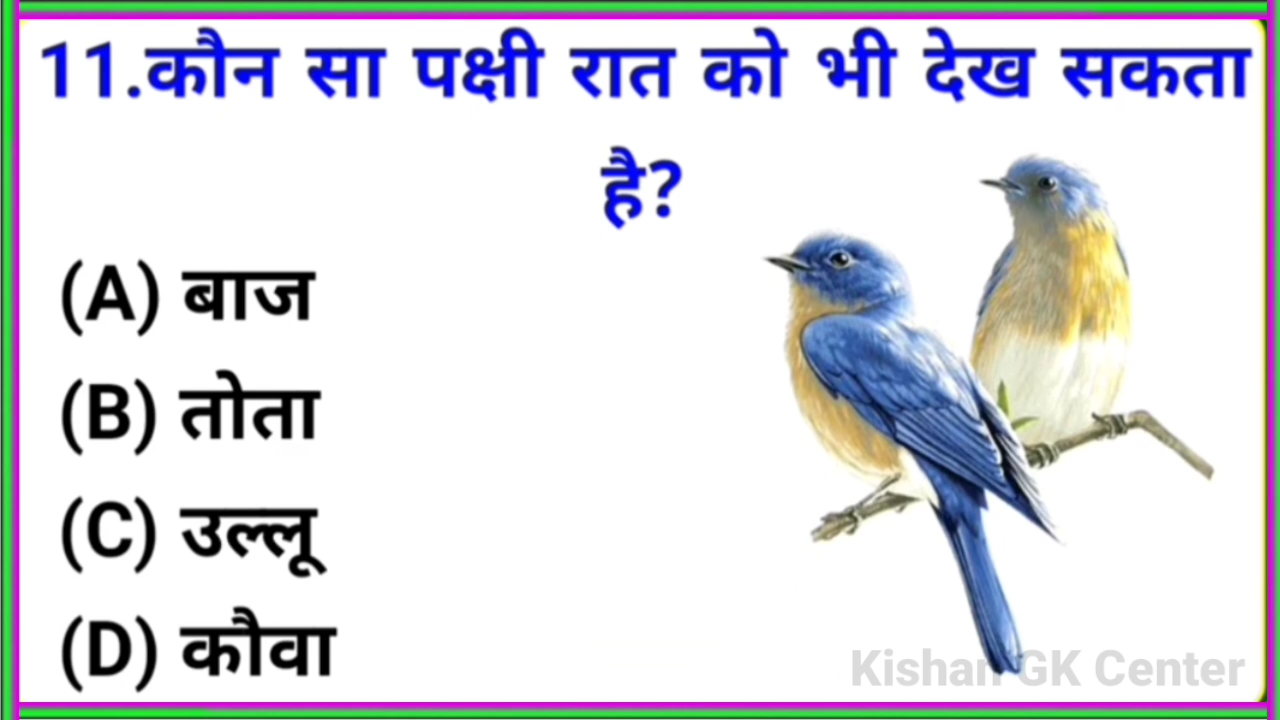 11.कौन सा पक्षी रात को भी देख सकता
है?
(A) बाज
(B) तोता
(C) उल्लू
(D) कौवा
Kishan GK Center